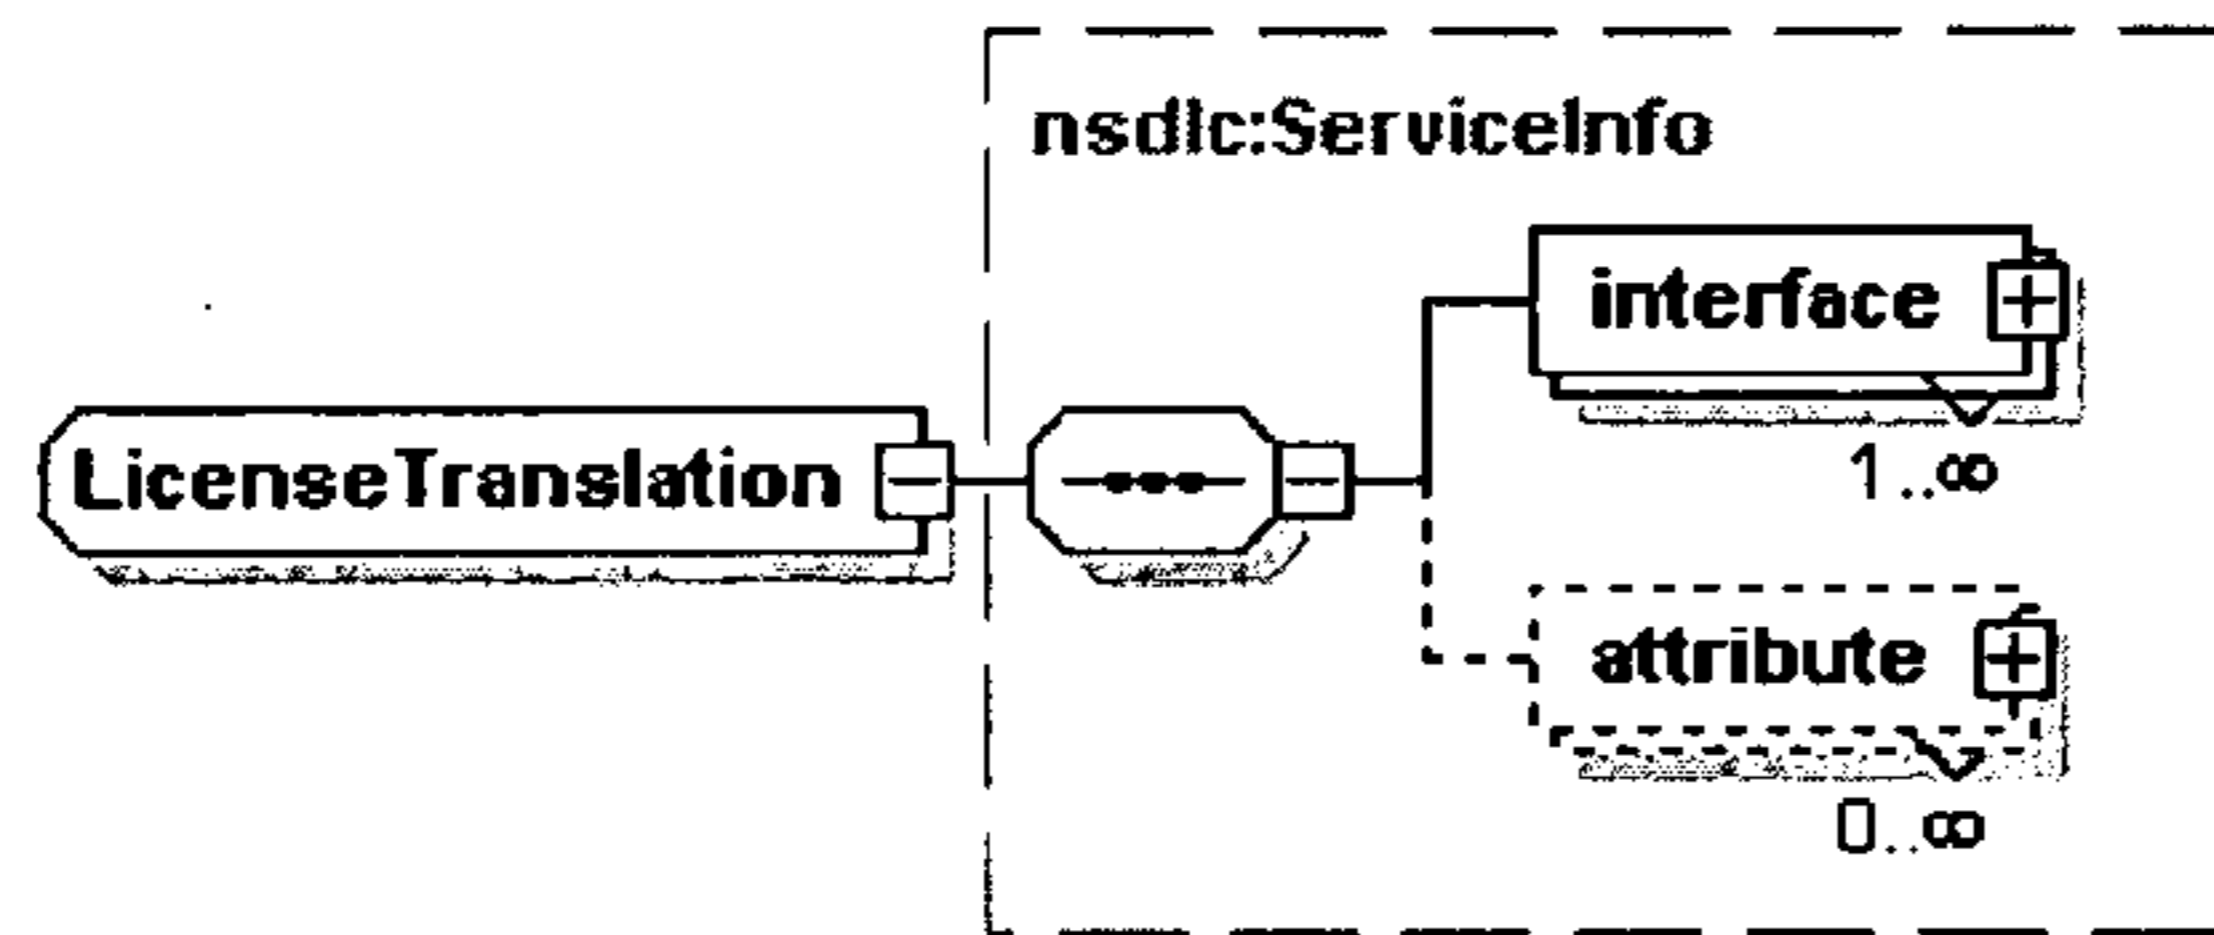 nsdlc:ServiceInfo
interface
1..∞
LicenseTranslation
attribute
0..∞